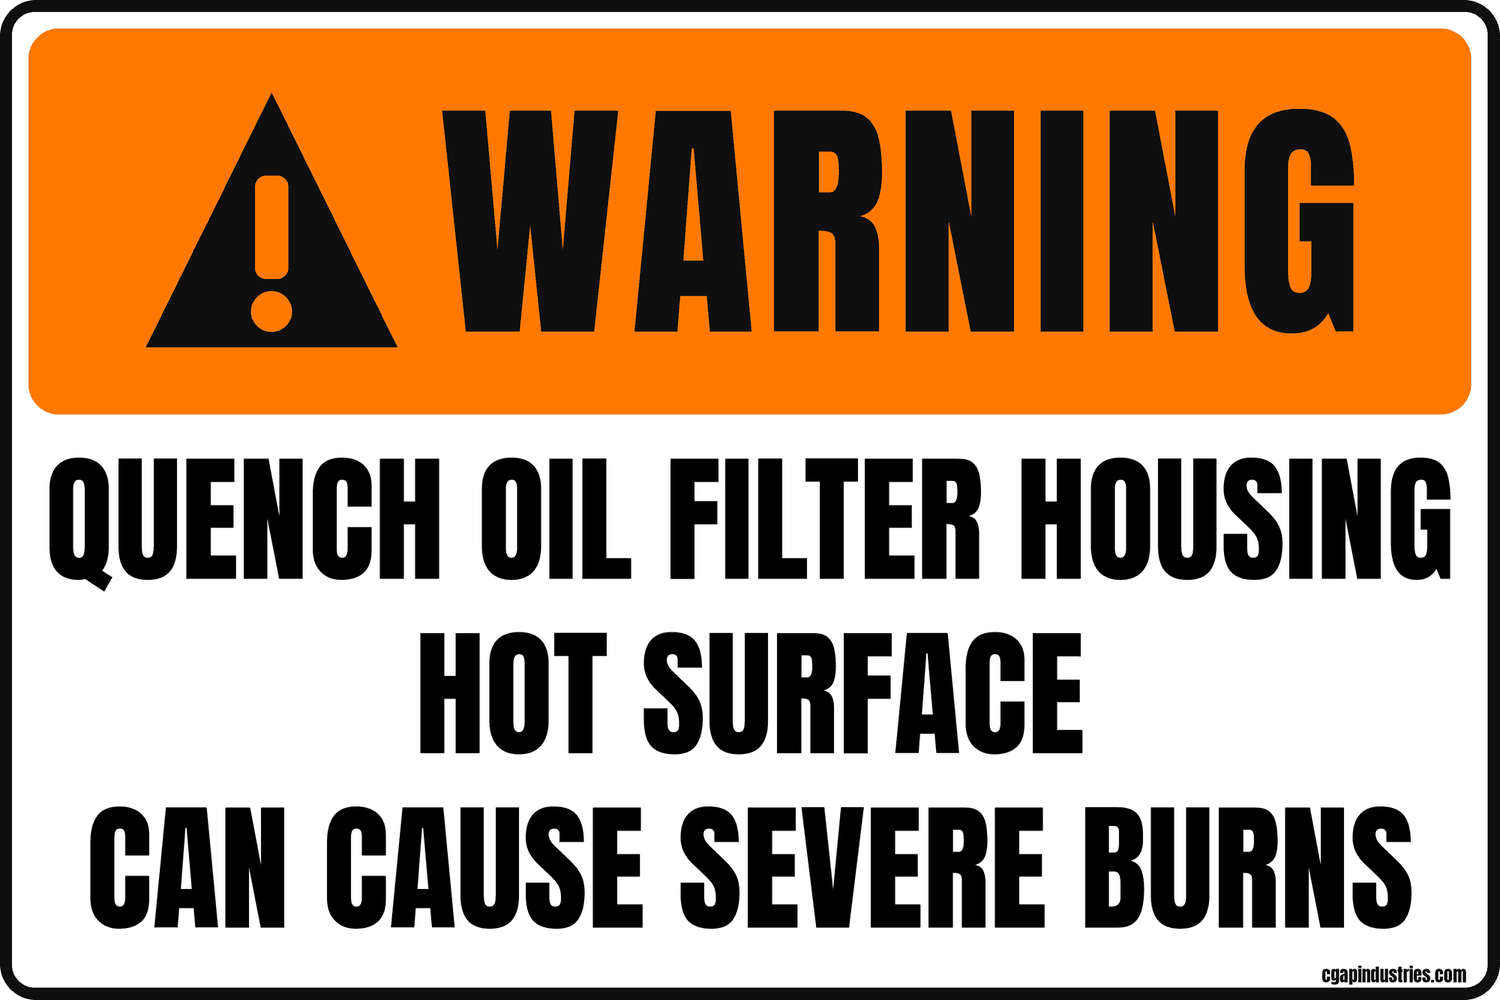 WARNING
QUENCH OIL FILTER HOUSING
HOT SURFACE
CAN CAUSE SEVERE BURNS
cgapindustries.com